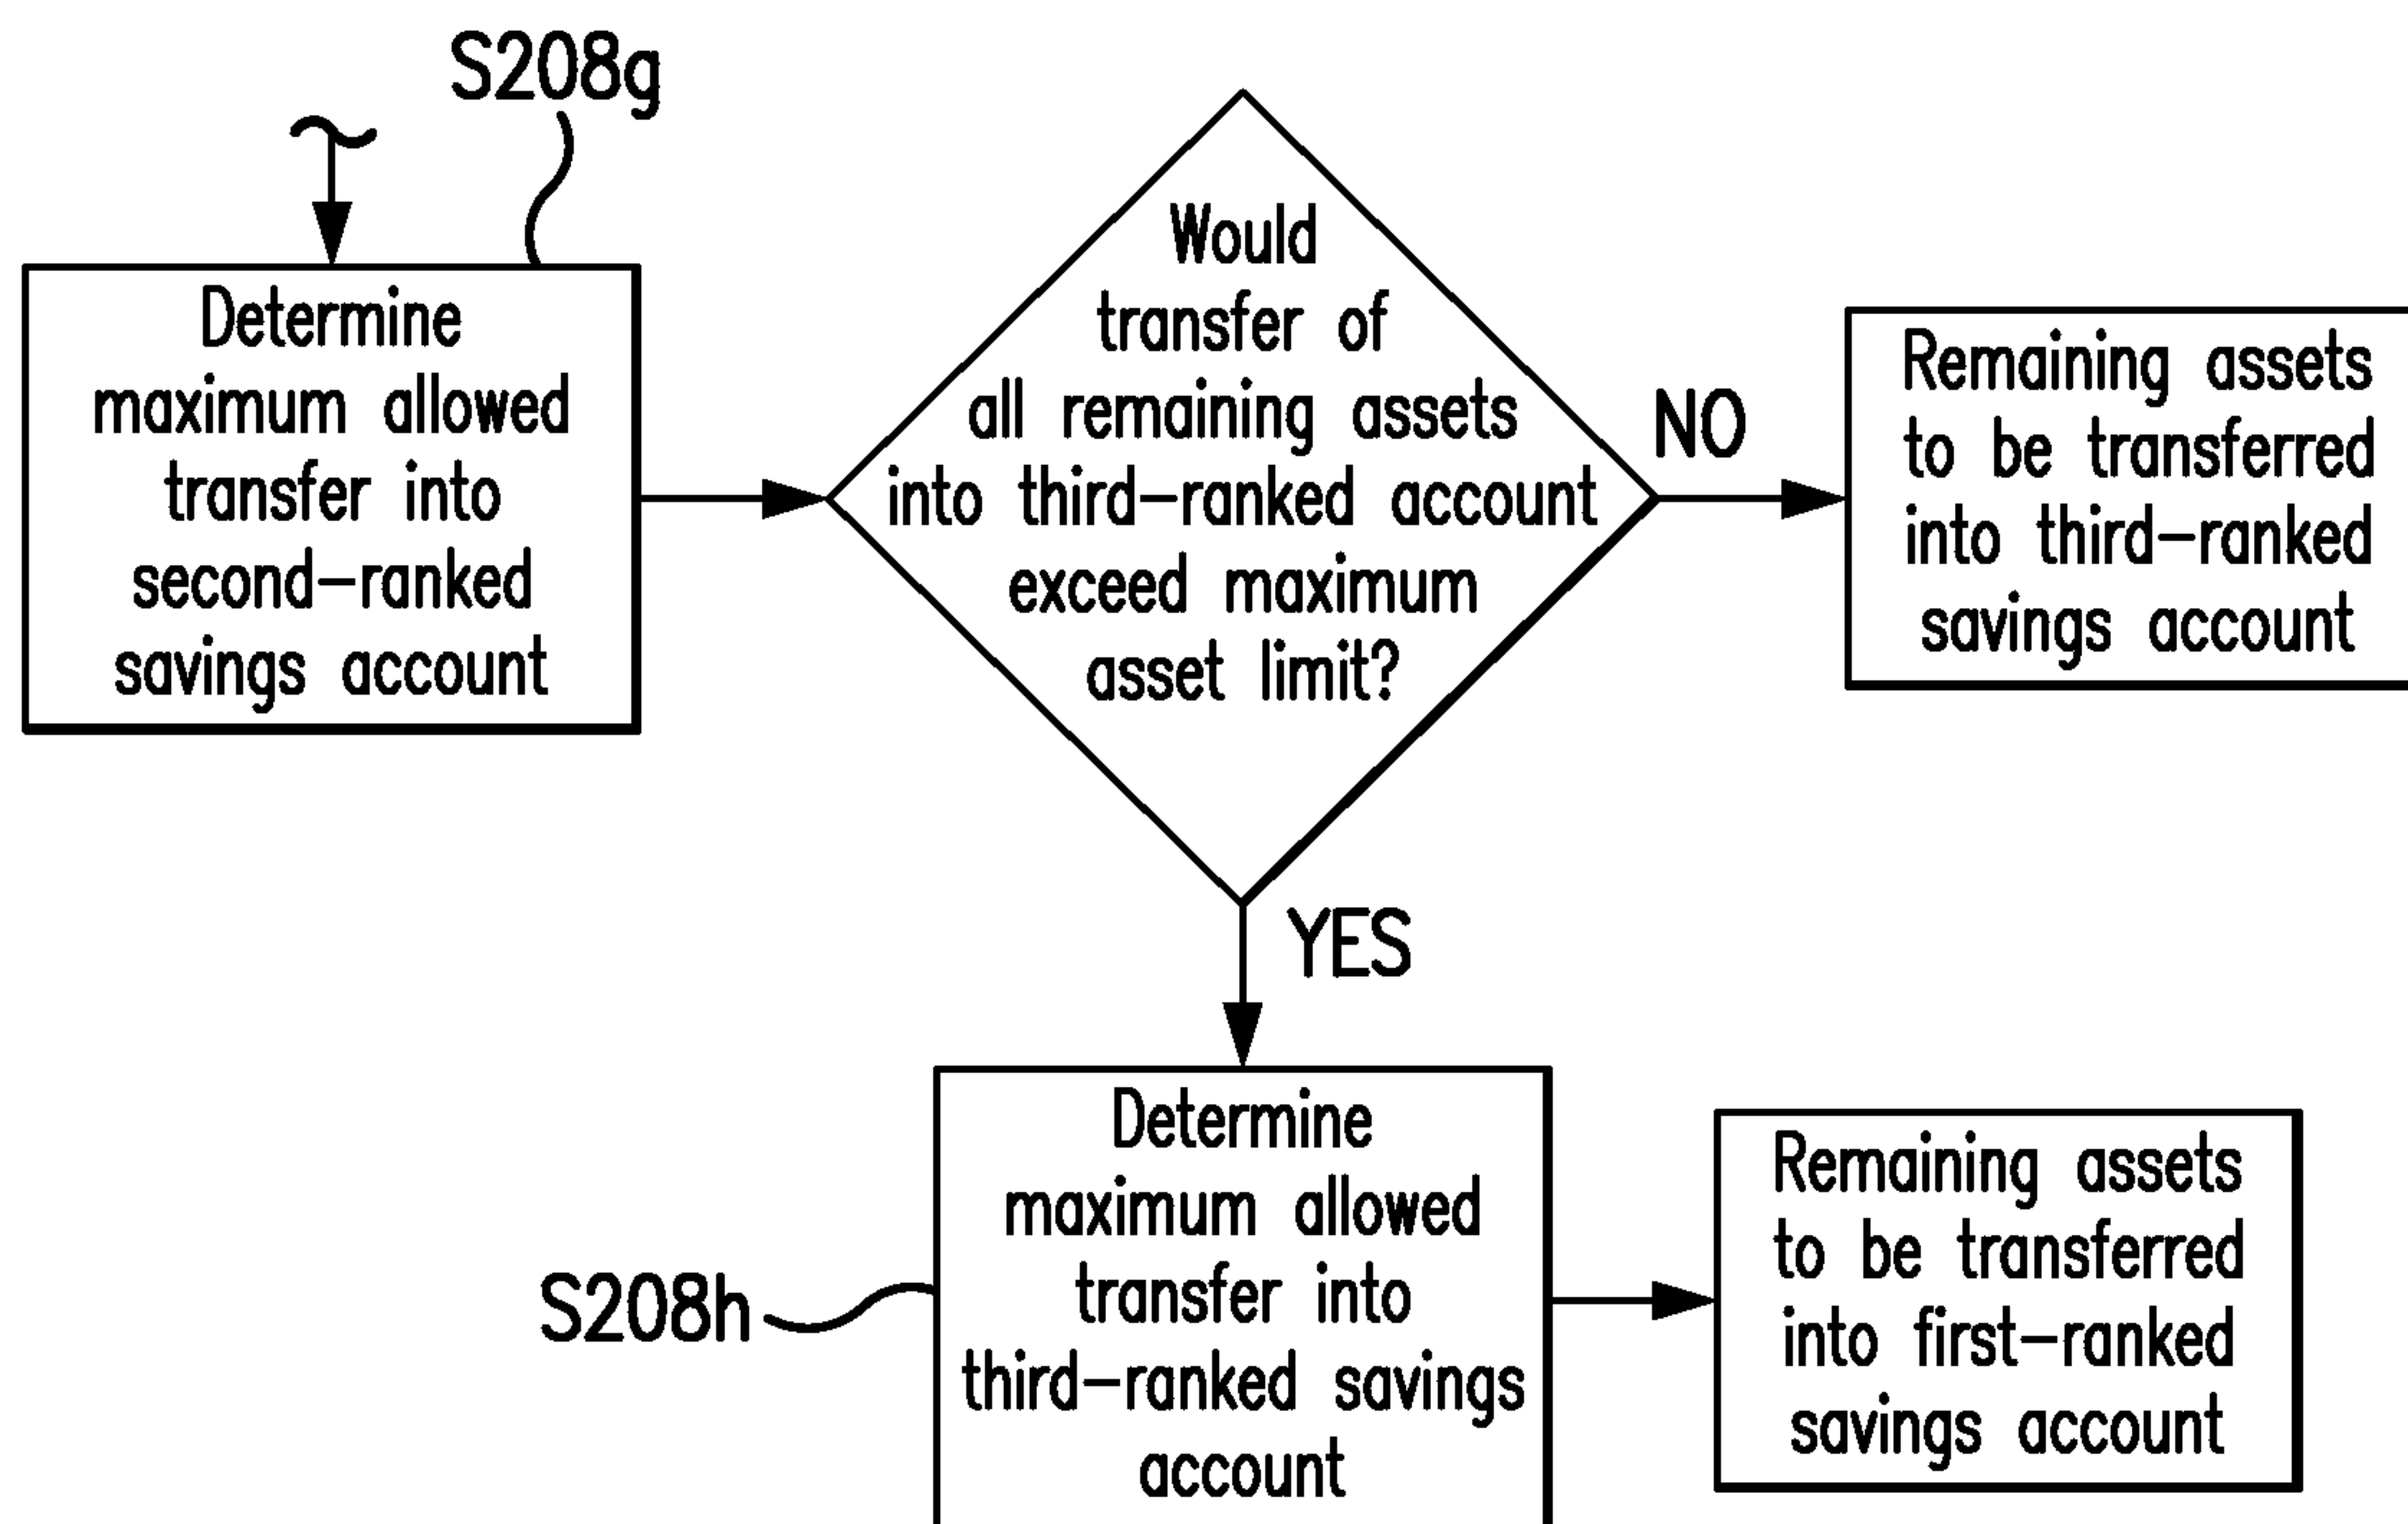 S208g
Determine
maximum allowed
transfer into
second-ranked
savings account
Would
transfer of
all remaining assets
into third-ranked account
exceed maximum
asset limit?
NO
Remaining assets
to be transferred
into third-ranked
savings account
YES
S208h
Determine
maximum allowed
transfer into
third-ranked savings
account
Remaining assets
to be transferred
into first-ranked
savings account